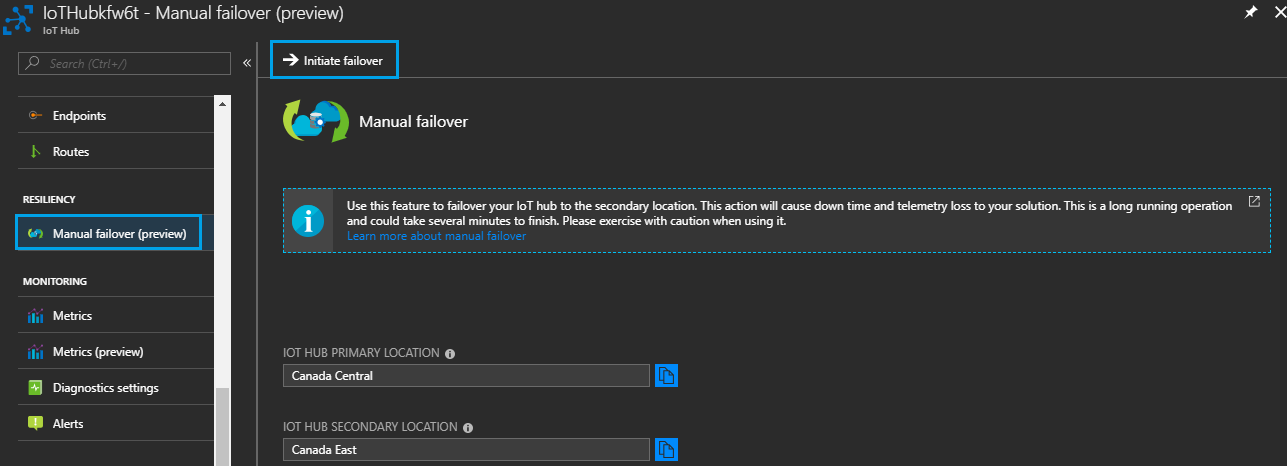 IoTHubkfw6t - Manual failover (preview)
IoT Hub
Search (Ctrl+/)
Endpoints
Routes
RESILIENCY
Manual failover (preview)
MONITORING
Metrics
Metrics (preview)
Diagnostics settings
Alerts
Initiate failover
Manual failover
Use this feature to failover your IoT hub to the secondary location. This action will cause down time and telemetry loss to your solution. This is a long running operation
and could take several minutes to finish. Please exercise with caution when using it.
Learn more about manual failover
IOT HUB PRIMARY LOCATION
Canada Central
IOT HUB SECONDARY LOCATION
Canada East